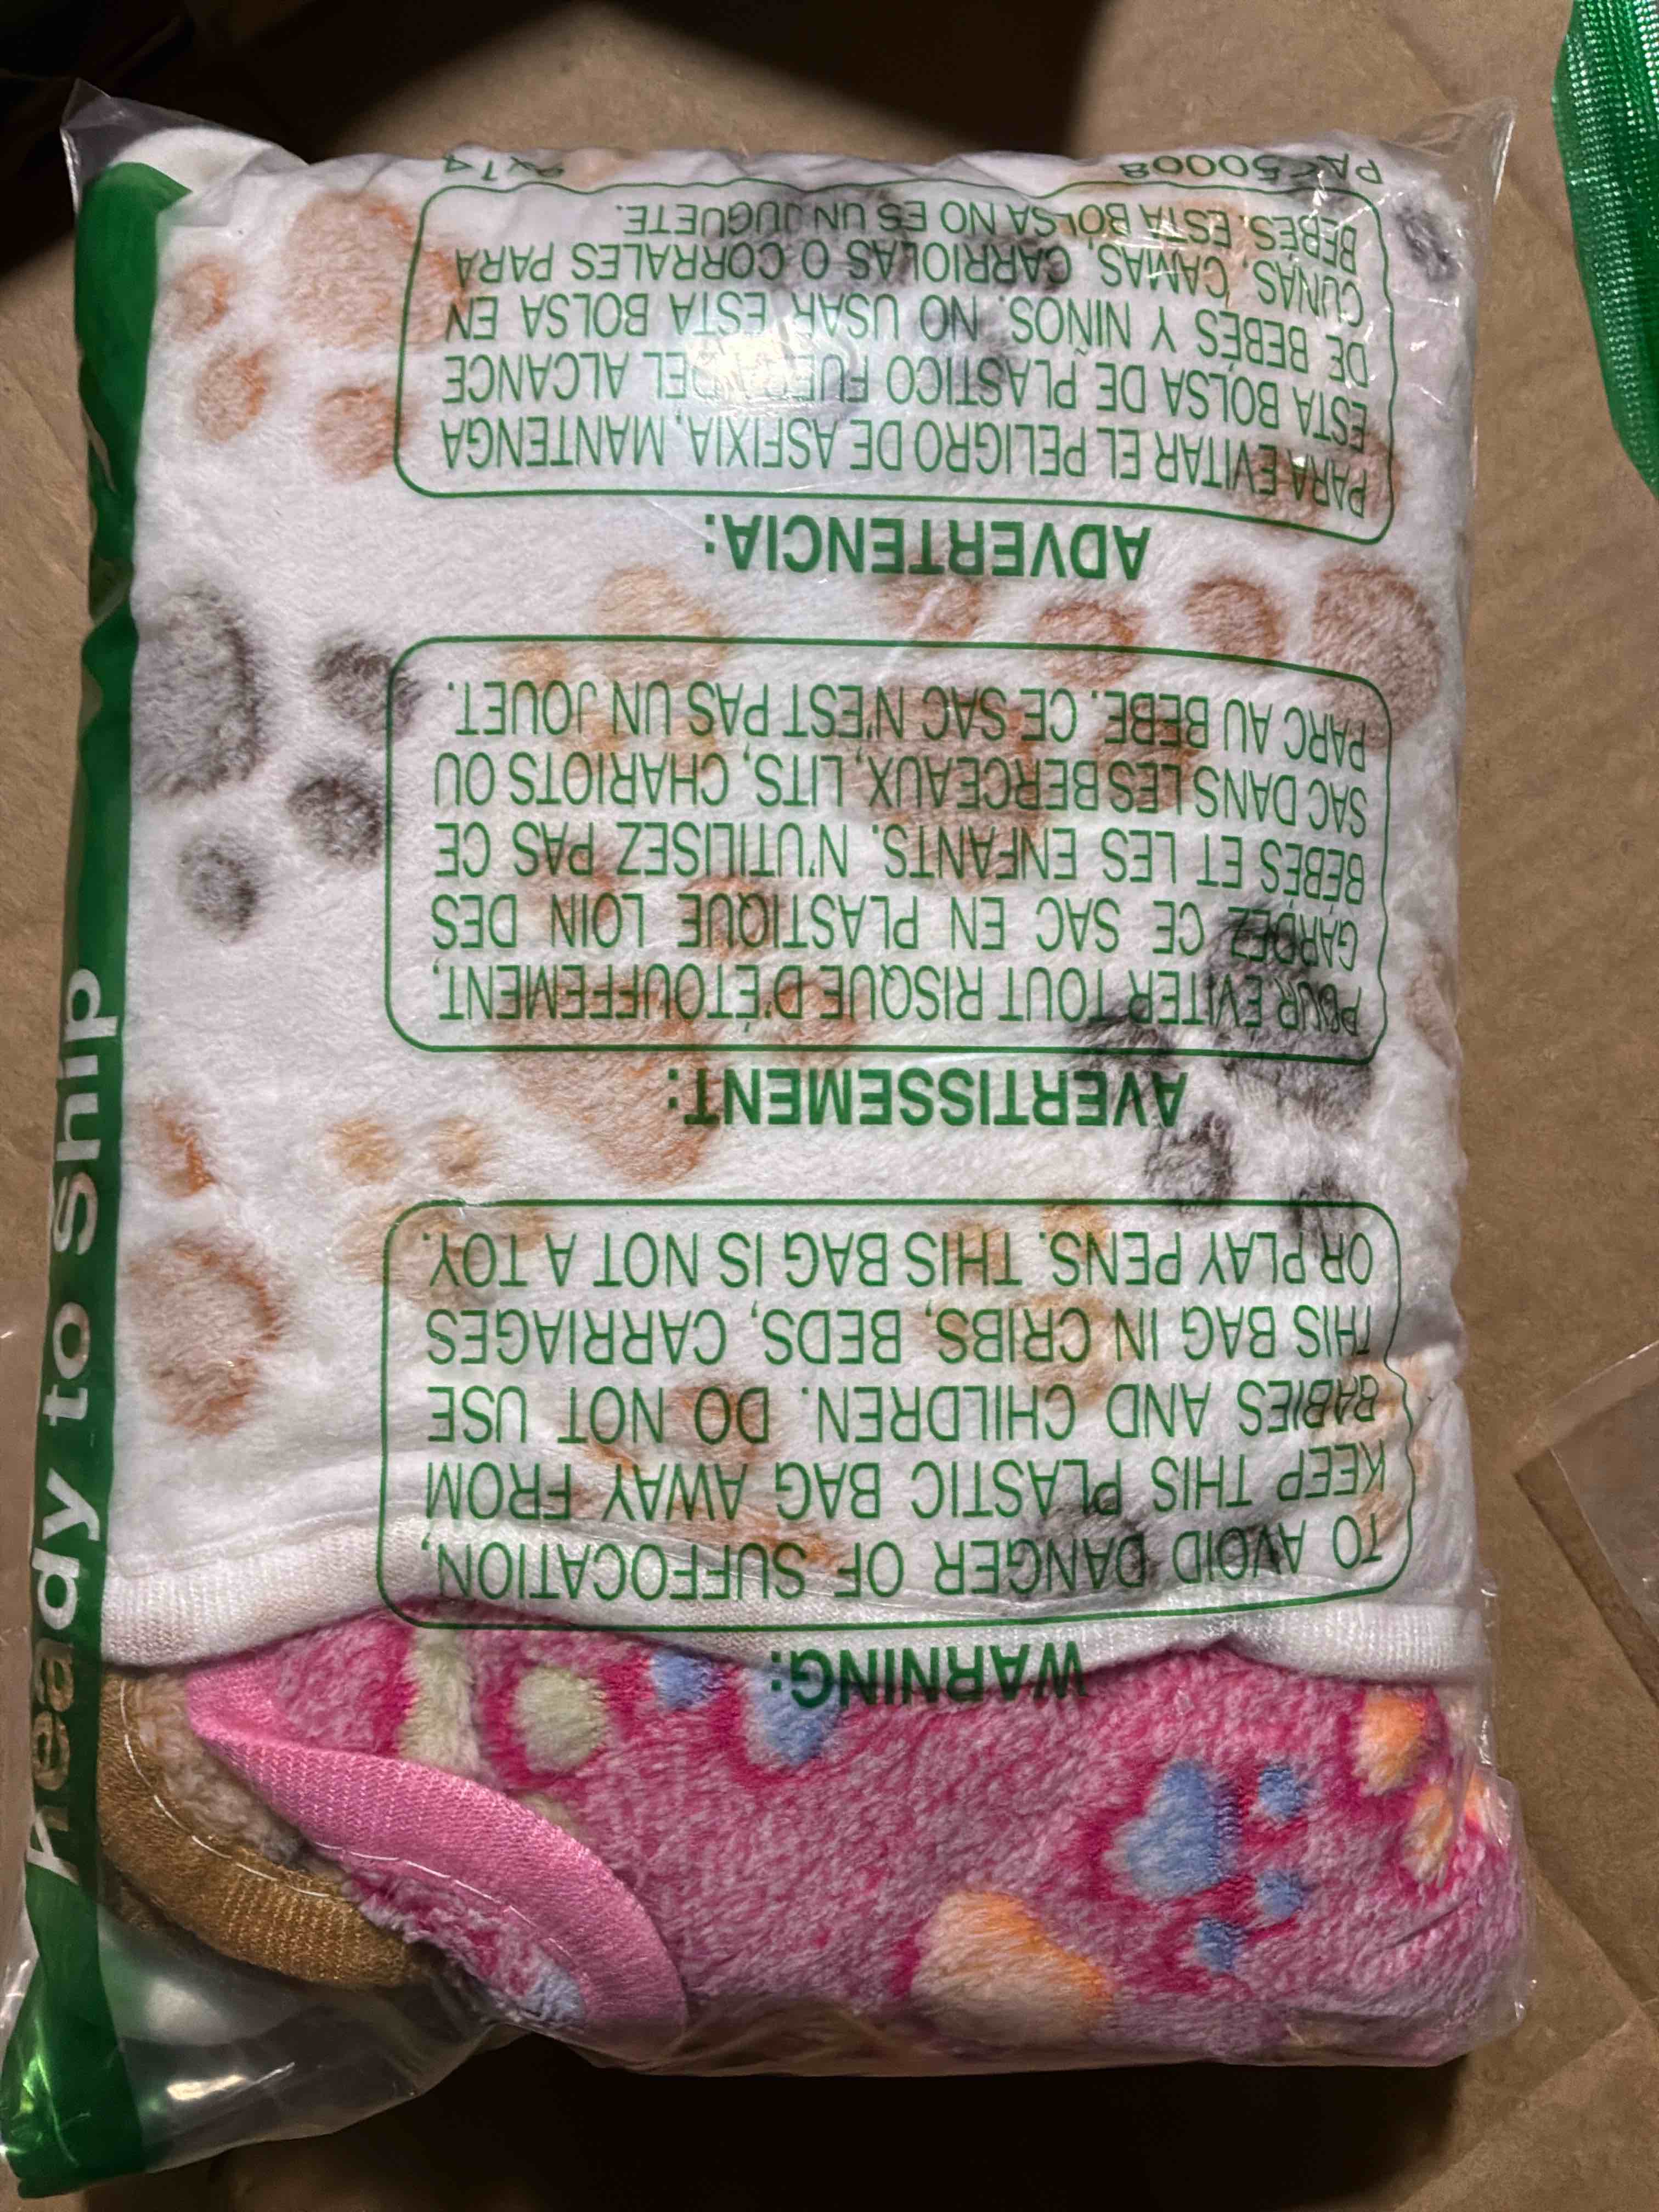 WARNING:
TO AVOID DANGER OF SUFFOCATION,
KEEP THIS PLASTIC BAG AWAY FROM
BABIES AND CHILDREN. DO NOT USE
THIS BAG IN CRIBS, BEDS, CARRIAGES
OR PLAY PENS. THIS BAG IS NOT A TOY.
AVERTISSEMENT:
POUR EVITER TOUT RISQUE D'ÉTOUFFEMENT,
GARDEZ CE SAC EN PLASTIQUE LOIN DES
BÉBÉS ET LES ENFANTS. N'UTILISEZ PAS CE
SAC DANS LES BERCEAUX, LITS, CHARIOTS OU
PARC AU BEBE. CE SAC N'EST PAS UN JOUET.
ADVERTENCIA:
PARA EVITAR EL PELIGRO DE ASFIXIA, MANTENGA
ESTA BOLSA DE PLASTICO FUERA DEL ALCANCE
DE BEBÉS Y NIÑOS. NO USAR ESTA BOLSA EN
CUNAS, CAMAS, CARRIOLAS O CORRALES PARA
BEBÉS. ESTA BOLSA NO ES UN JUGUETE.
9x12
ready to ship